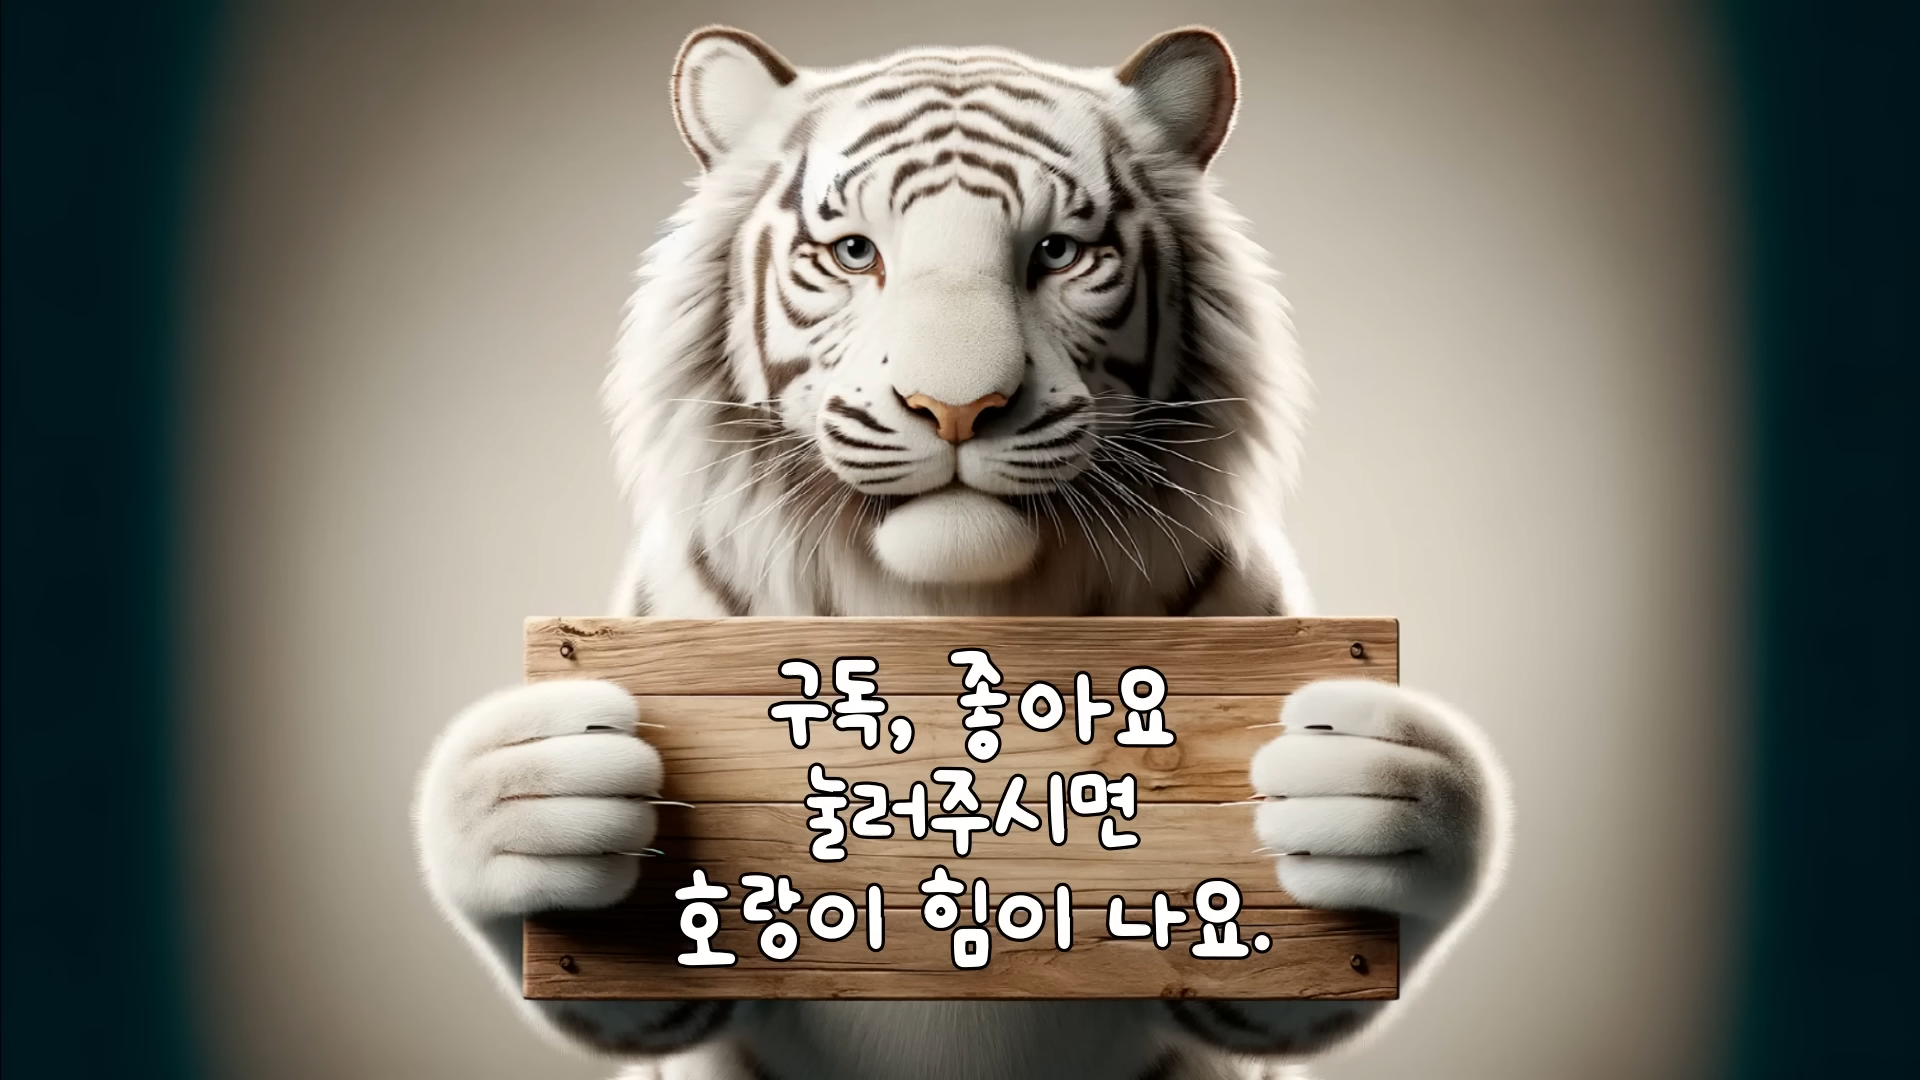 구독, 좋아요
눌러주시면
호랑이 힘이 나요.